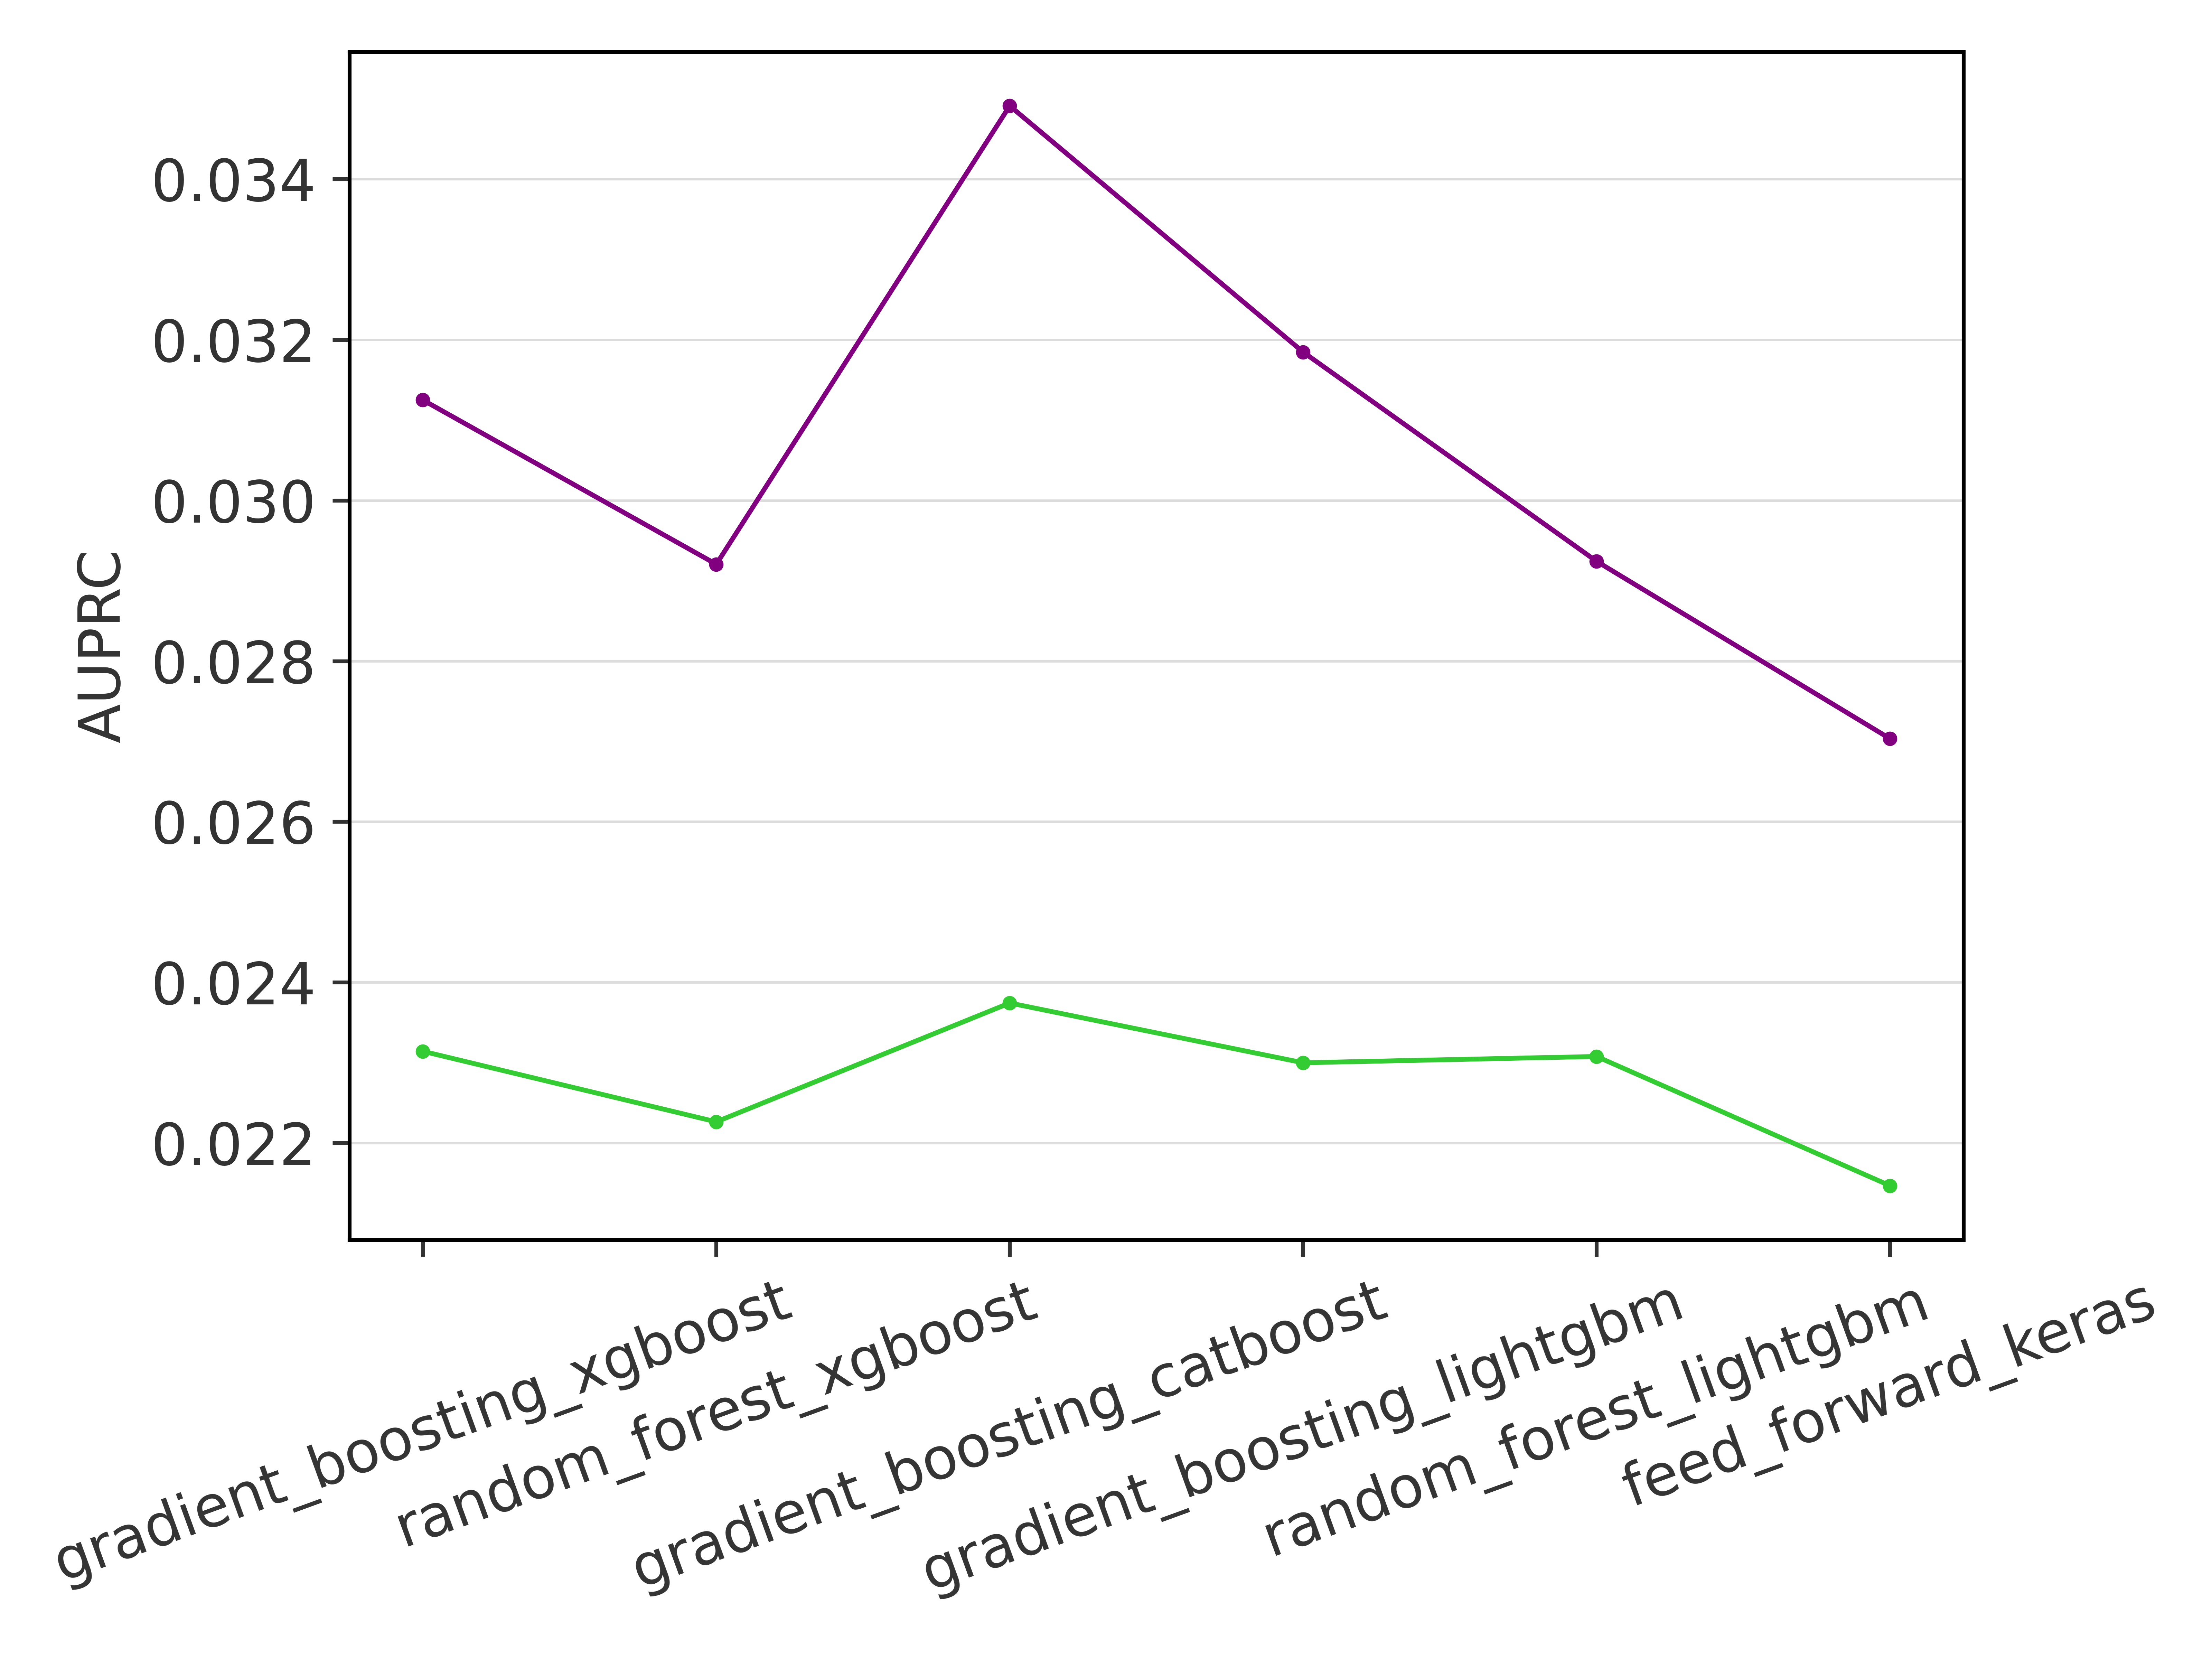 AUPRC
0.034
0.032
0.030
0.028
0.026
0.024
0.022
gradient_boosting_xgboost
random_forest_xgboost
gradient_boosting_catboost
gradient_boosting_lightgbm
random_forest_lightgbm
feed_forward_keras